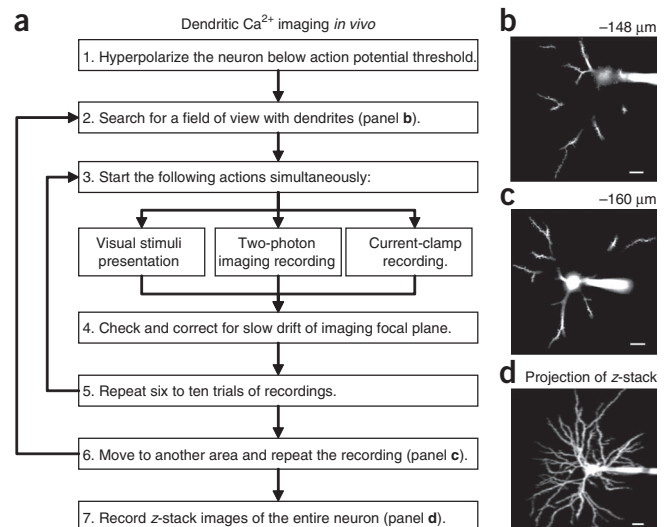 a
Dendritic Ca2+ imaging in vivo
1. Hyperpolarize the neuron below action potential threshold.
2. Search for a field of view with dendrites (panel b).
3. Start the following actions simultaneously:
Visual stimuli
presentation
Two-photon
imaging recording
Current-clamp
recording.
4. Check and correct for slow drift of imaging focal plane.
5. Repeat six to ten trials of recordings.
6. Move to another area and repeat the recording (panel c).
7. Record z-stack images of the entire neuron (panel d).
b
–148 μm
c
–160 μm
d
Projection of z-stack